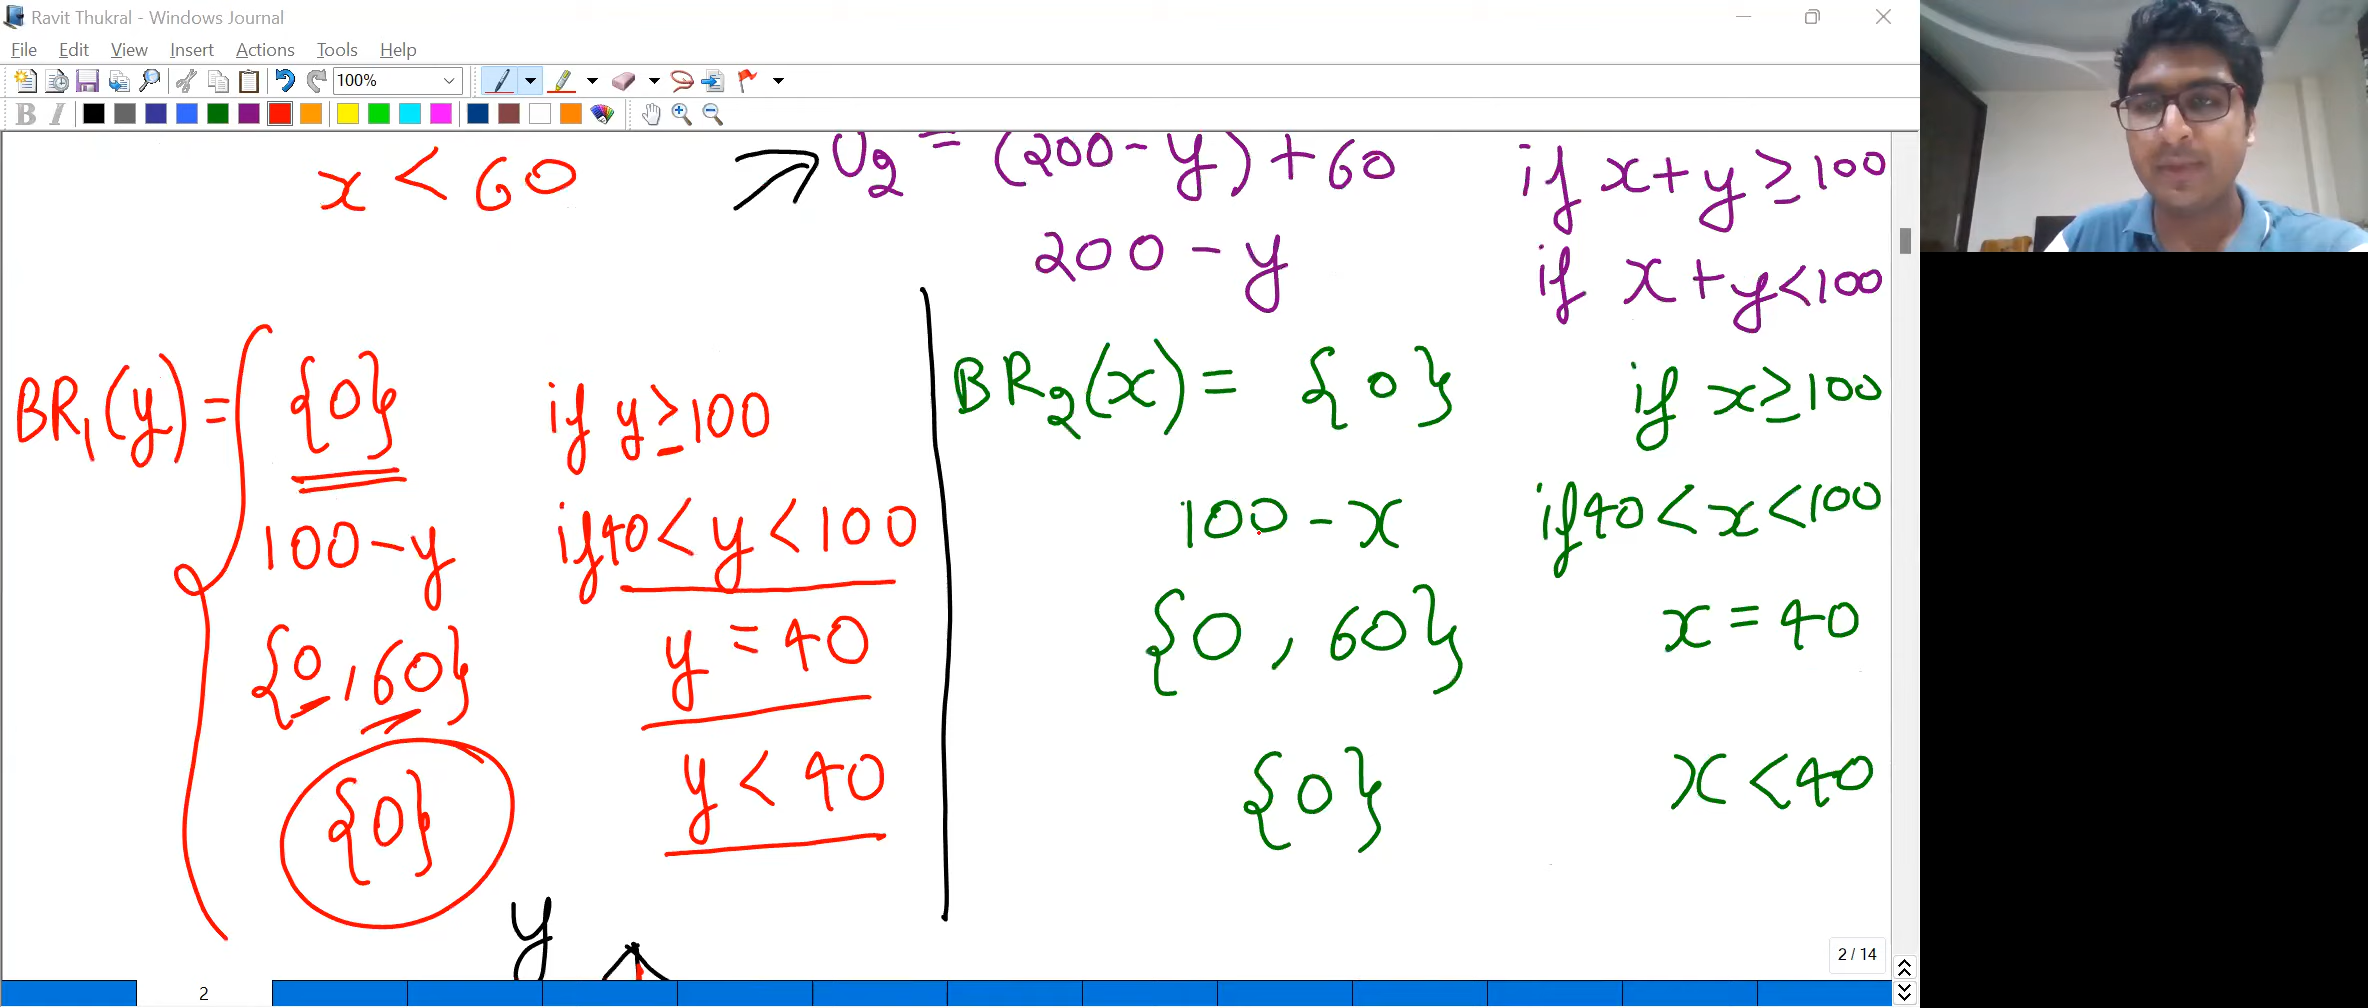 Ravit Thukral - Windows Journal
File Edit View Insert Actions Tools Help
100%
B I
x < 60
U2 = (200 - y) + 60 if x + y ≥ 100
200 - y if x + y < 100
BR1(y) = { {0} if y ≥ 100
100 - y if 40 < y < 100
{0, 60} y = 40
{0} y < 40
BR2(x) = {0} if x ≥ 100
100 - x if 40 < x < 100
{0, 60} x = 40
{0} x < 40
y
2 / 14
2